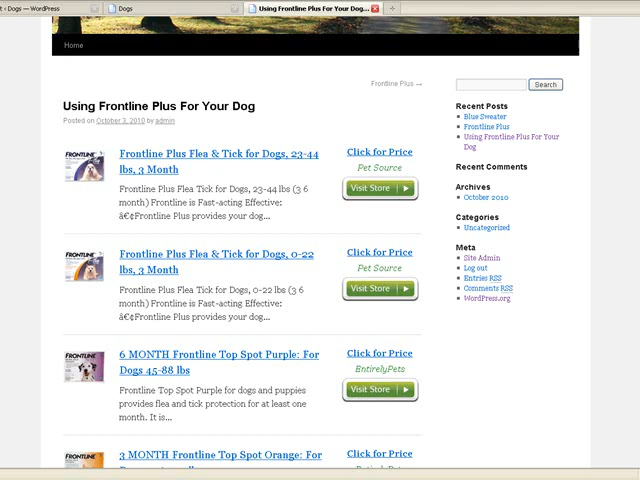 t ‹ Dogs — WordPress
Dogs
Using Frontline Plus For Your Dog...
Home
Frontline Plus →
Search
Using Frontline Plus For Your Dog
Posted on October 3, 2010 by admin
FRONTLINE
Frontline Plus Flea & Tick for Dogs, 23-44
lbs, 3 Month
Frontline Plus Flea Tick for Dogs, 23-44 lbs (3 6
month) Frontline is Fast-acting Effective:
â€¢Frontline Plus provides your dog...
Click for Price
Pet Source
Visit Store
FRONTLINE
Frontline Plus Flea & Tick for Dogs, 0-22
lbs, 3 Month
Frontline Plus Flea Tick for Dogs, 0-22 lbs (3 6
month) Frontline is Fast-acting Effective:
â€¢Frontline Plus provides your dog...
Click for Price
Pet Source
Visit Store
FRONTLINE
6 MONTH Frontline Top Spot Purple: For
Dogs 45-88 lbs
Frontline Top Spot Purple for dogs and puppies
provides flea and tick protection for at least one
month. It is...
Click for Price
EntirelyPets
Visit Store
FRONTLINE
3 MONTH Frontline Top Spot Orange: For
Click for Price
Recent Posts
Blue Sweater
Frontline Plus
Using Frontline Plus For Your
Dog
Recent Comments
Archives
October 2010
Categories
Uncategorized
Meta
Site Admin
Log out
Entries RSS
Comments RSS
WordPress.org